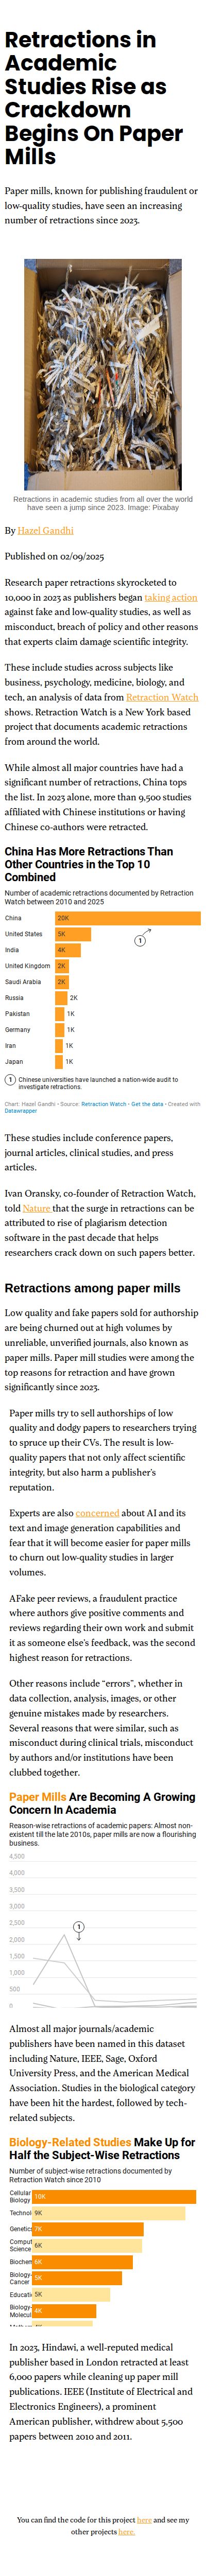 Retractions in
Academic
Studies Rise as
Crackdown
Begins On Paper
Mills
Paper mills, known for publishing fraudulent or
low-quality studies, have seen an increasing
number of retractions since 2023.
Retractions in academic studies from all over the world
have seen a jump since 2023. Image: Pixabay
By Hazel Gandhi
Published on 02/09/2025
Research paper retractions skyrocketed to
10,000 in 2023 as publishers began taking action
against fake and low-quality studies, as well as
misconduct, breach of policy and other reasons
that experts claim damage scientific integrity.
These include studies across subjects like
business, psychology, medicine, biology, and
tech, an analysis of data from Retraction Watch
shows. Retraction Watch is a New York based
project that documents academic retractions
from around the world.
While almost all major countries have had a
significant number of retractions, China tops
the list. In 2023 alone, more than 9,500 studies
affiliated with Chinese institutions or having
Chinese co-authors were retracted.
China Has More Retractions Than
Other Countries in the Top 10
Combined
Number of academic retractions documented by Retraction
Watch between 2010 and 2025
China 20K
United States 5K
1
India 4K
United Kingdom 2K
Saudi Arabia 2K
Russia 2K
Pakistan 1K
Germany 1K
Iran 1K
Japan 1K
1 Chinese universities have launched a nation-wide audit to
investigate retractions.
Chart: Hazel Gandhi • Source: Retraction Watch • Get the data • Created with
Datawrapper
These studies include conference papers,
journal articles, clinical studies, and press
articles.
Ivan Oransky, co-founder of Retraction Watch,
told Nature that the surge in retractions can be
attributed to rise of plagiarism detection
software in the past decade that helps
researchers crack down on such papers better.
Retractions among paper mills
Low quality and fake papers sold for authorship
are being churned out at high volumes by
unreliable, unverified journals, also known as
paper mills. Paper mill studies were among the
top reasons for retraction and have grown
significantly since 2023.
Paper mills try to sell authorships of low
quality and dodgy papers to researchers trying
to spruce up their CVs. The result is low-
quality papers that not only affect scientific
integrity, but also harm a publisher's
reputation.
Experts are also concerned about AI and its
text and image generation capabilities and
fear that it will become easier for paper mills
to churn out low-quality studies in larger
volumes.
AFake peer reviews, a fraudulent practice
where authors give positive comments and
reviews regarding their own work and submit
it as someone else's feedback, was the second
highest reason for retractions.
Other reasons include “errors”, whether in
data collection, analysis, images, or other
genuine mistakes made by researchers.
Several reasons that were similar, such as
misconduct during clinical trials, misconduct
by authors and/or institutions have been
clubbed together.
Paper Mills Are Becoming A Growing
Concern In Academia
Reason-wise retractions of academic papers: Almost non-
existent till the late 2010s, paper mills are now a flourishing
business.
4,500
4,000
3,500
3,000
2,500
1
2,000
1,500
1,000
500
0
Almost all major journals/academic
publishers have been named in this dataset
including Nature, IEEE, Sage, Oxford
University Press, and the American Medical
Association. Studies in the biological category
have been hit the hardest, followed by tech-
related subjects.
Biology-Related Studies Make Up for
Half the Subject-Wise Retractions
Number of subject-wise retractions documented by
Retraction Watch since 2010
Cellular
Biology 10K
Technol 9K
Genetics 7K
Comput
Science 6K
Biochem 6K
Biology-
Cancer 5K
Educatio 5K
Biology-
Molecul 4K
In 2023, Hindawi, a well-reputed medical
publisher based in London retracted at least
6,000 papers while cleaning up paper mill
publications. IEEE (Institute of Electrical and
Electronics Engineers), a prominent
American publisher, withdrew about 5,500
papers between 2010 and 2011.
You can find the code for this project here and see my
other projects here.